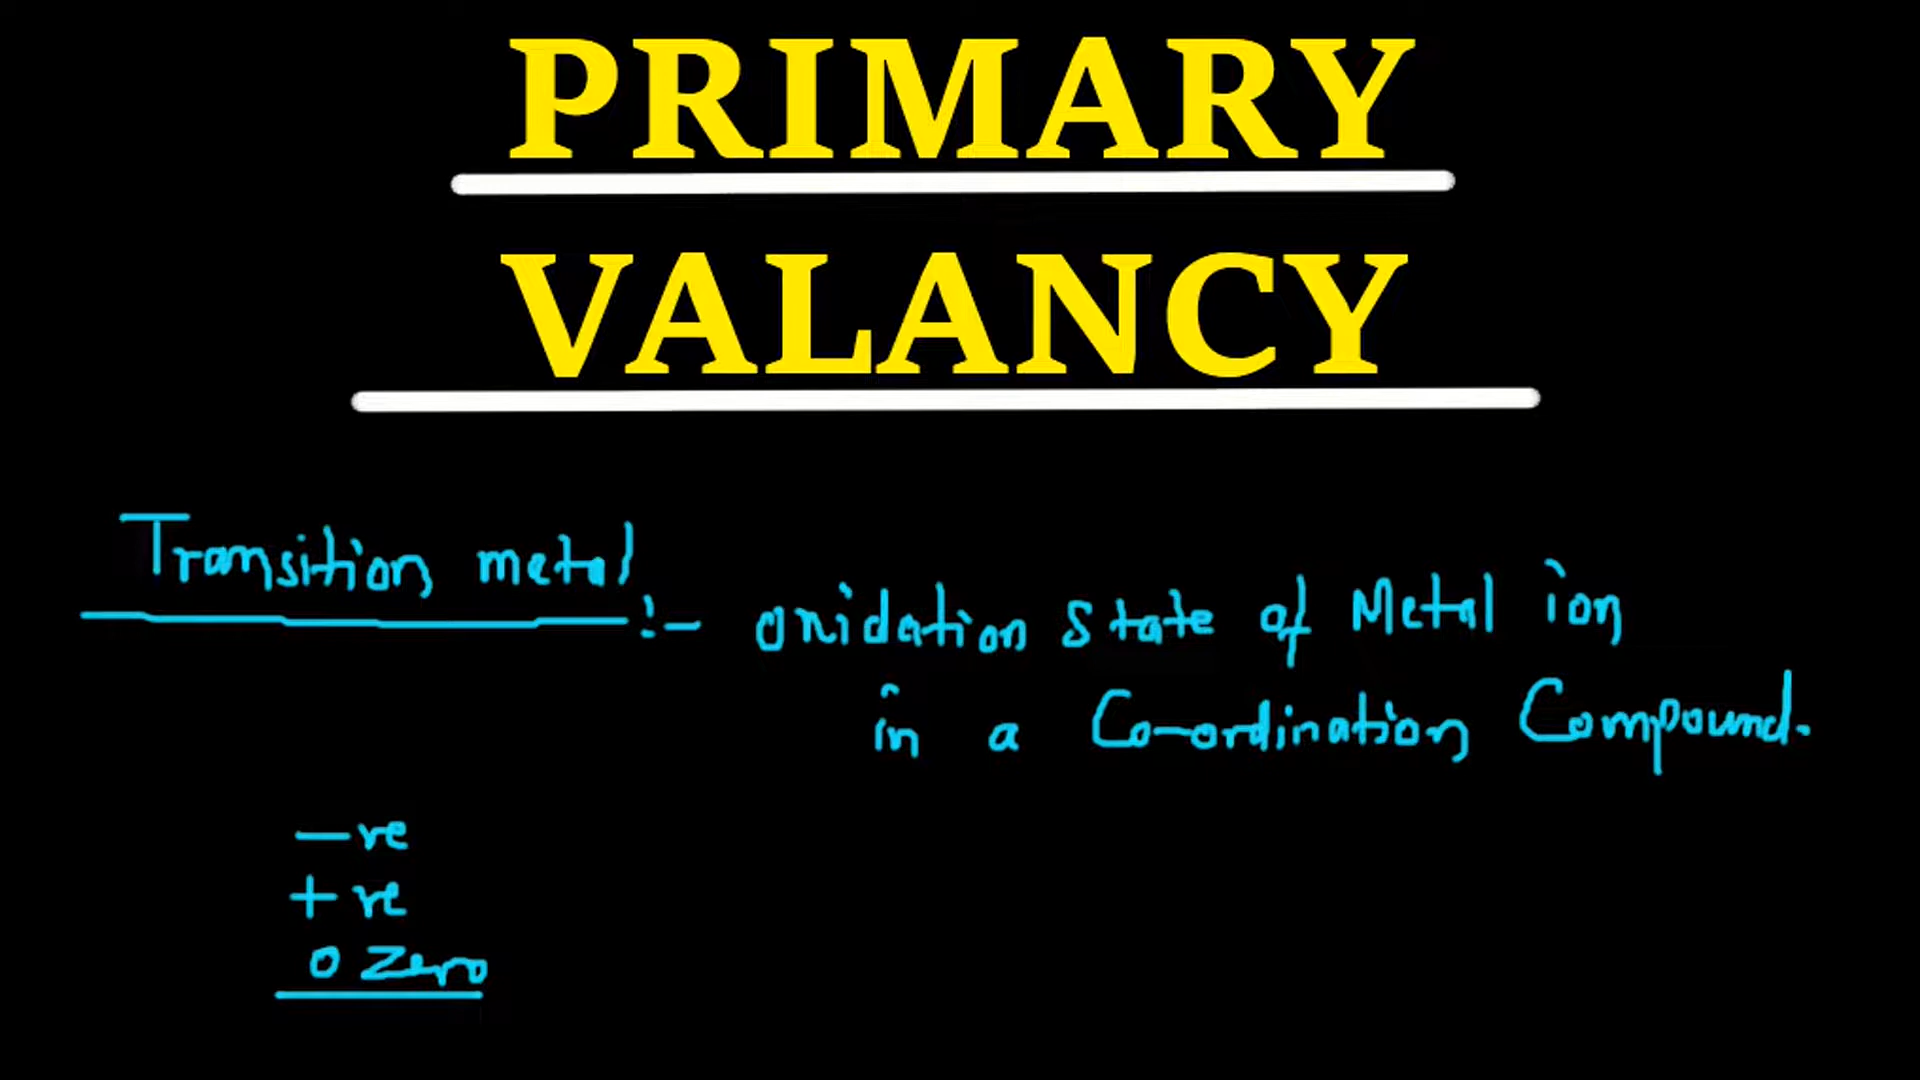 PRIMARY
VALANCY
Transition metal :- oxidation state of Metal ion
in a Co-ordination Compound.
-ve
+ve
0 Zero